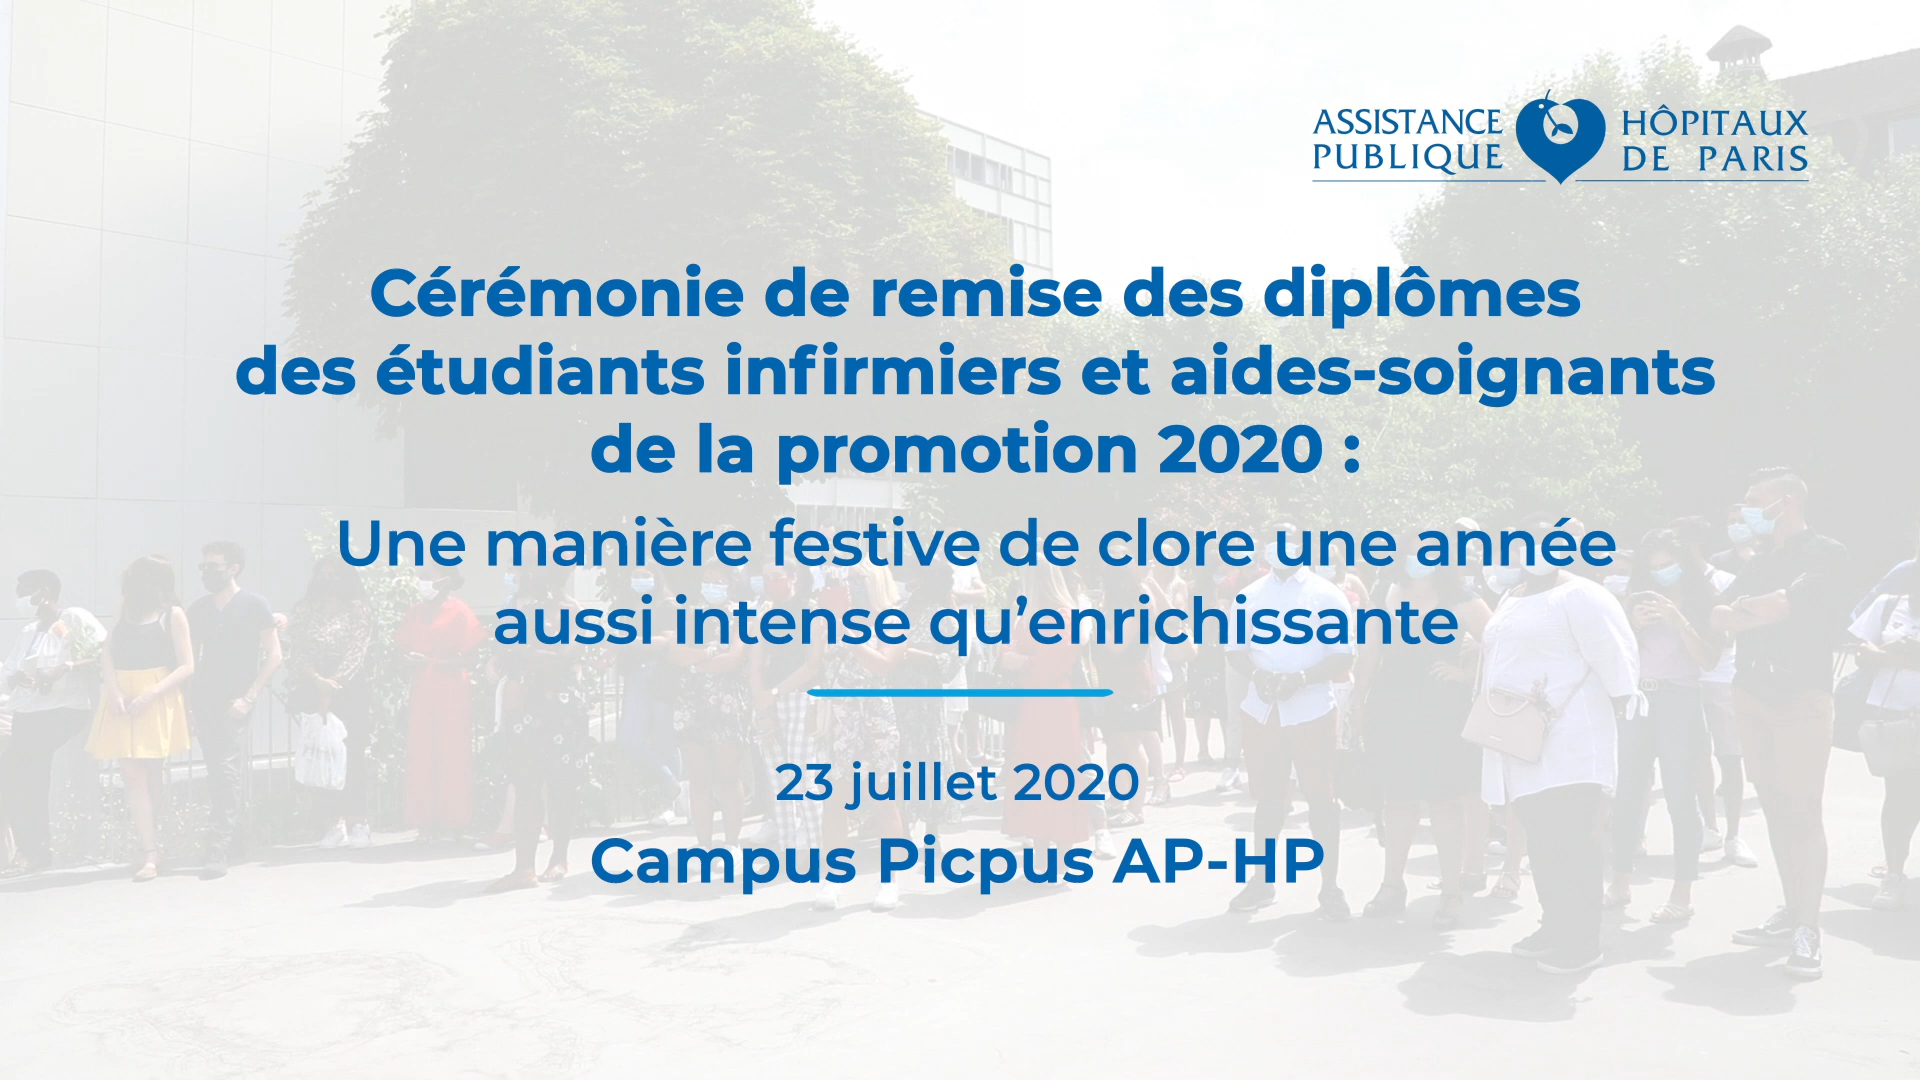 ASSISTANCE HÔPITAUX
PUBLIQUE DE PARIS
Cérémonie de remise des diplômes
des étudiants infirmiers et aides-soignants
de la promotion 2020 :
Une manière festive de clore une année
aussi intense qu’enrichissante
23 juillet 2020
Campus Picpus AP-HP